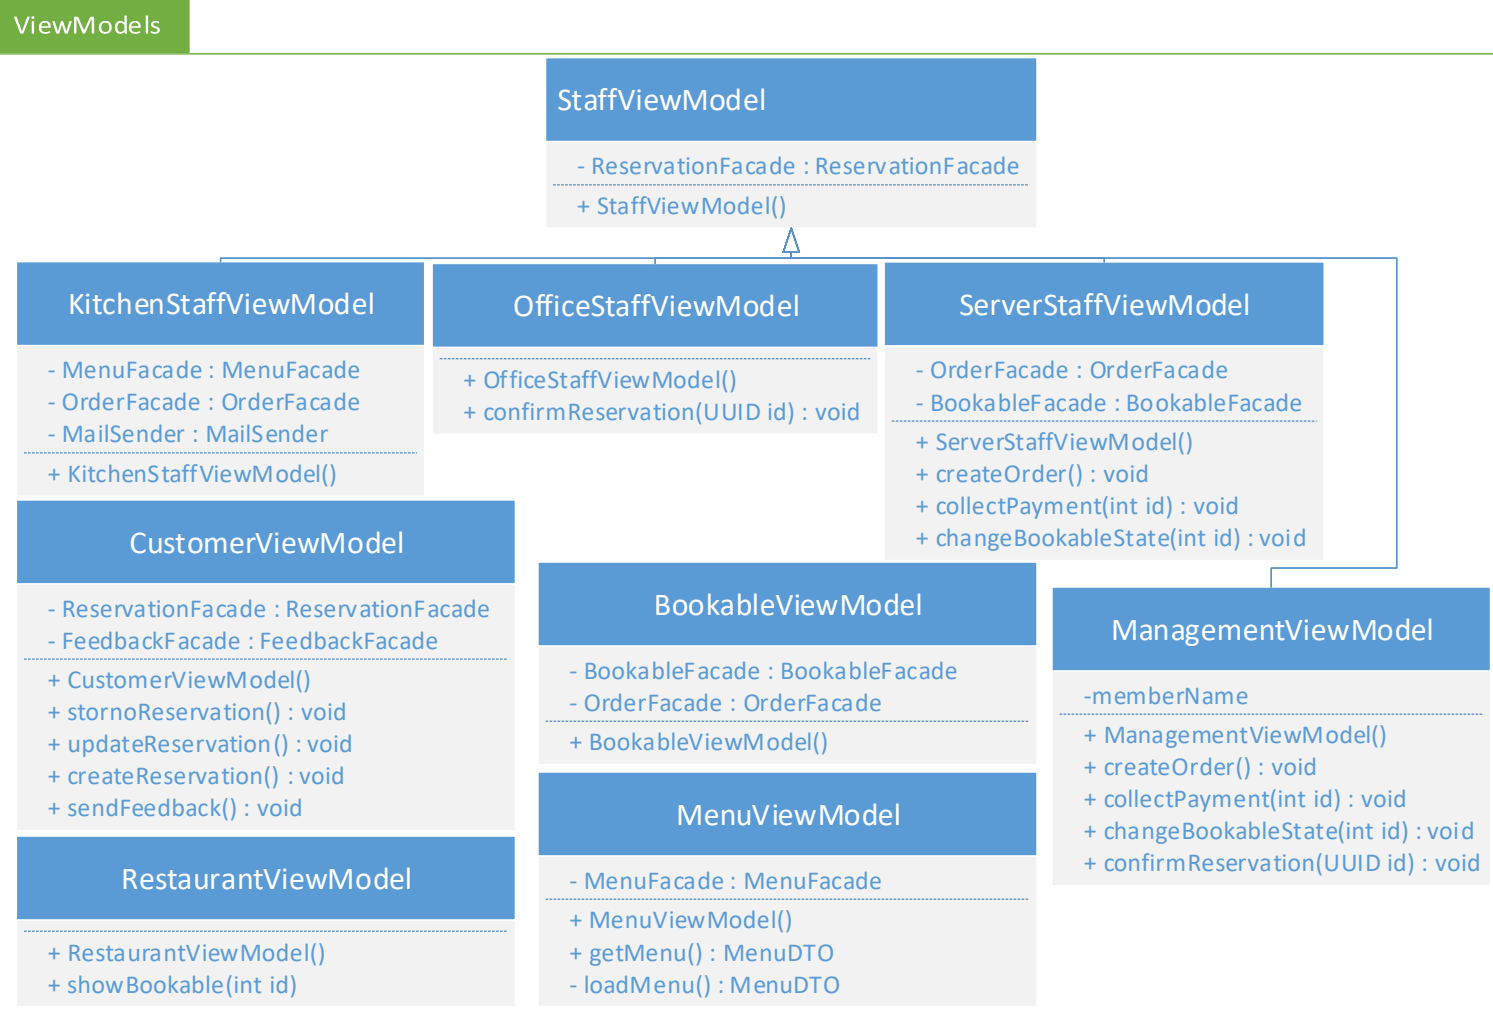 ViewModels
StaffViewModel
- ReservationFacade : ReservationFacade
+ StaffViewModel()
KitchenStaffViewModel
- MenuFacade : MenuFacade
- OrderFacade : OrderFacade
- MailSender : MailSender
+ KitchenStaffViewModel()
OfficeStaffViewModel
+ OfficeStaffViewModel()
+ confirmReservation(UUID id) : void
ServerStaffViewModel
- OrderFacade : OrderFacade
- BookableFacade : BookableFacade
+ ServerStaffViewModel()
+ createOrder() : void
+ collectPayment(int id) : void
+ changeBookableState(int id) : void
CustomerViewModel
- ReservationFacade : ReservationFacade
- FeedbackFacade : FeedbackFacade
+ CustomerViewModel()
+ stornoReservation() : void
+ updateReservation() : void
+ createReservation() : void
+ sendFeedback() : void
BookableViewModel
- BookableFacade : BookableFacade
- OrderFacade : OrderFacade
+ BookableViewModel()
ManagementViewModel
-memberName
+ ManagementViewModel()
+ createOrder() : void
+ collectPayment(int id) : void
+ changeBookableState(int id) : void
+ confirmReservation(UUID id) : void
RestaurantViewModel
+ RestaurantViewModel()
+ showBookable(int id)
MenuViewModel
- MenuFacade : MenuFacade
+ MenuViewModel()
+ getMenu() : MenuDTO
- loadMenu() : MenuDTO